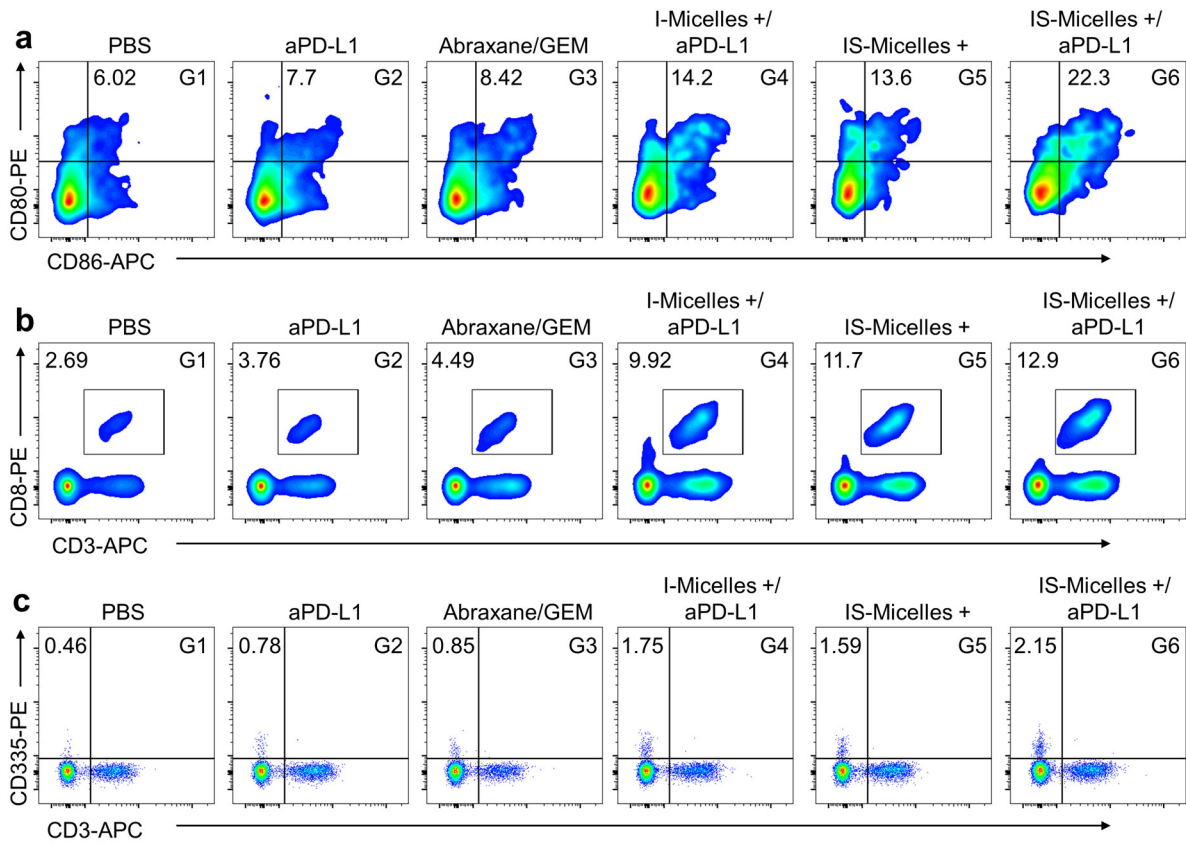 a
I-Micelles +/
IS-Micelles +/
PBS
aPD-L1
Abraxane/GEM
aPD-L1
IS-Micelles +
aPD-L1
6.02
G1
7.7
G2
8.42
G3
14.2
G4
13.6
G5
22.3
G6
CD80-PE
CD86-APC
b
I-Micelles +/
IS-Micelles +/
PBS
aPD-L1
Abraxane/GEM
aPD-L1
IS-Micelles +
aPD-L1
2.69
G1
3.76
G2
4.49
G3
9.92
G4
11.7
G5
12.9
G6
CD8-PE
CD3-APC
c
I-Micelles +/
IS-Micelles +/
PBS
aPD-L1
Abraxane/GEM
aPD-L1
IS-Micelles +
aPD-L1
0.46
G1
0.78
G2
0.85
G3
1.75
G4
1.59
G5
2.15
G6
CD335-PE
CD3-APC